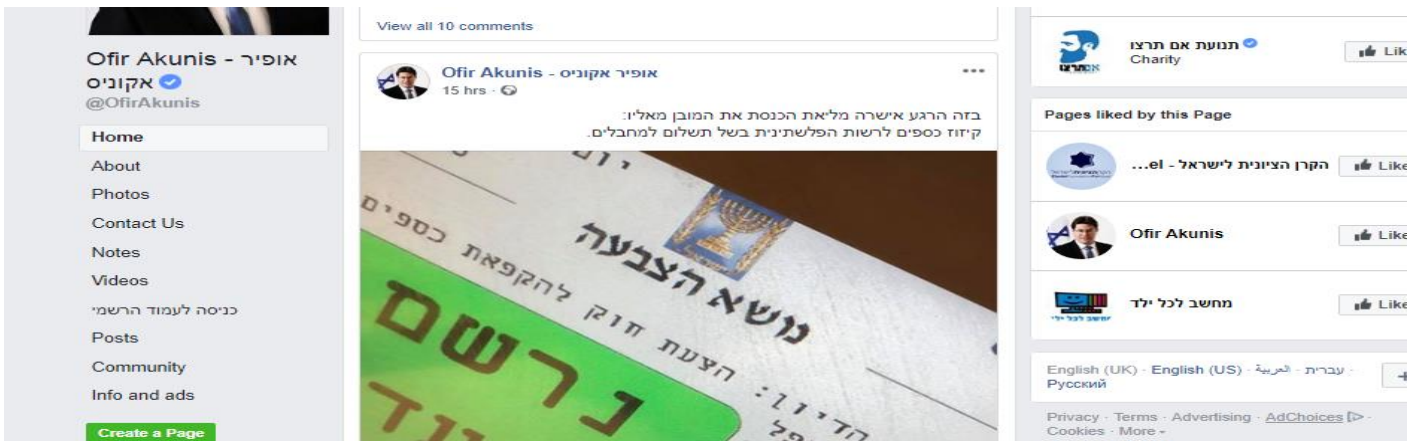 Ofir Akunis - אופיר
אקוניס
@OfirAkunis
Home
About
Photos
Contact Us
Notes
Videos
כניסה לעמוד הרשמי
Posts
Community
Info and ads
Create a Page
View all 10 comments
Ofir Akunis - אופיר אקוניס
15 hrs ·
בזה הרגע אישרה מליאת הכנסת את המובן מאליו:
קיזוז כספים לרשות הפלשתינית בשל תשלום למחבלים.
יום
משא הצבעה
הצעת חוק להקפאת כספים
הדיון:
נרשם
תנועת אם תרצו
Charity
Pages liked by this Page
הקרן הציונית לישראל - el...
Like
Ofir Akunis
Like
מחשב לכל ילד
Like
English (UK) · English (US) · العربية · עברית ·
Русский
Privacy · Terms · Advertising · AdChoices ·
Cookies · More